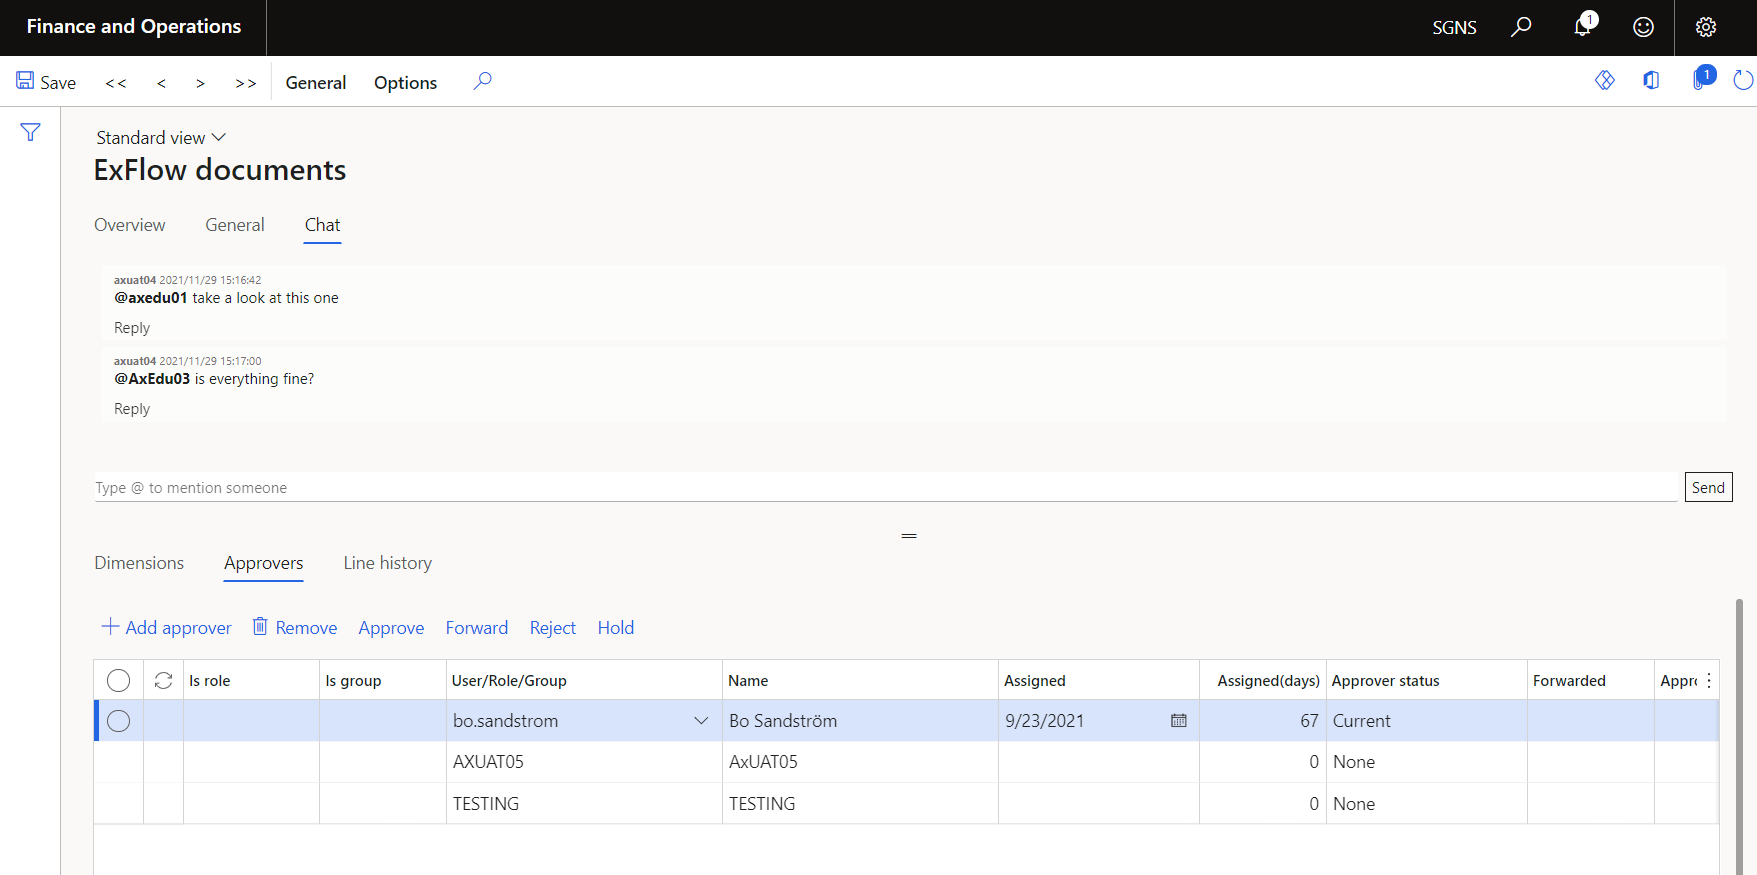 Finance and Operations
SGNS
1
Save << < > >> General Options
1
Standard view
ExFlow documents
Overview General Chat
axuat04 2021/11/29 15:16:42
@axedu01 take a look at this one
Reply
axuat04 2021/11/29 15:17:00
@AxEdu03 is everything fine?
Reply
Type @ to mention someone
Send
Dimensions Approvers Line history
Add approver Remove Approve Forward Reject Hold
Is role Is group User/Role/Group Name Assigned Assigned(days) Approver status Forwarded Appr
bo.sandstrom Bo Sandström 9/23/2021 67 Current
AXUAT05 AxUAT05 0 None
TESTING TESTING 0 None